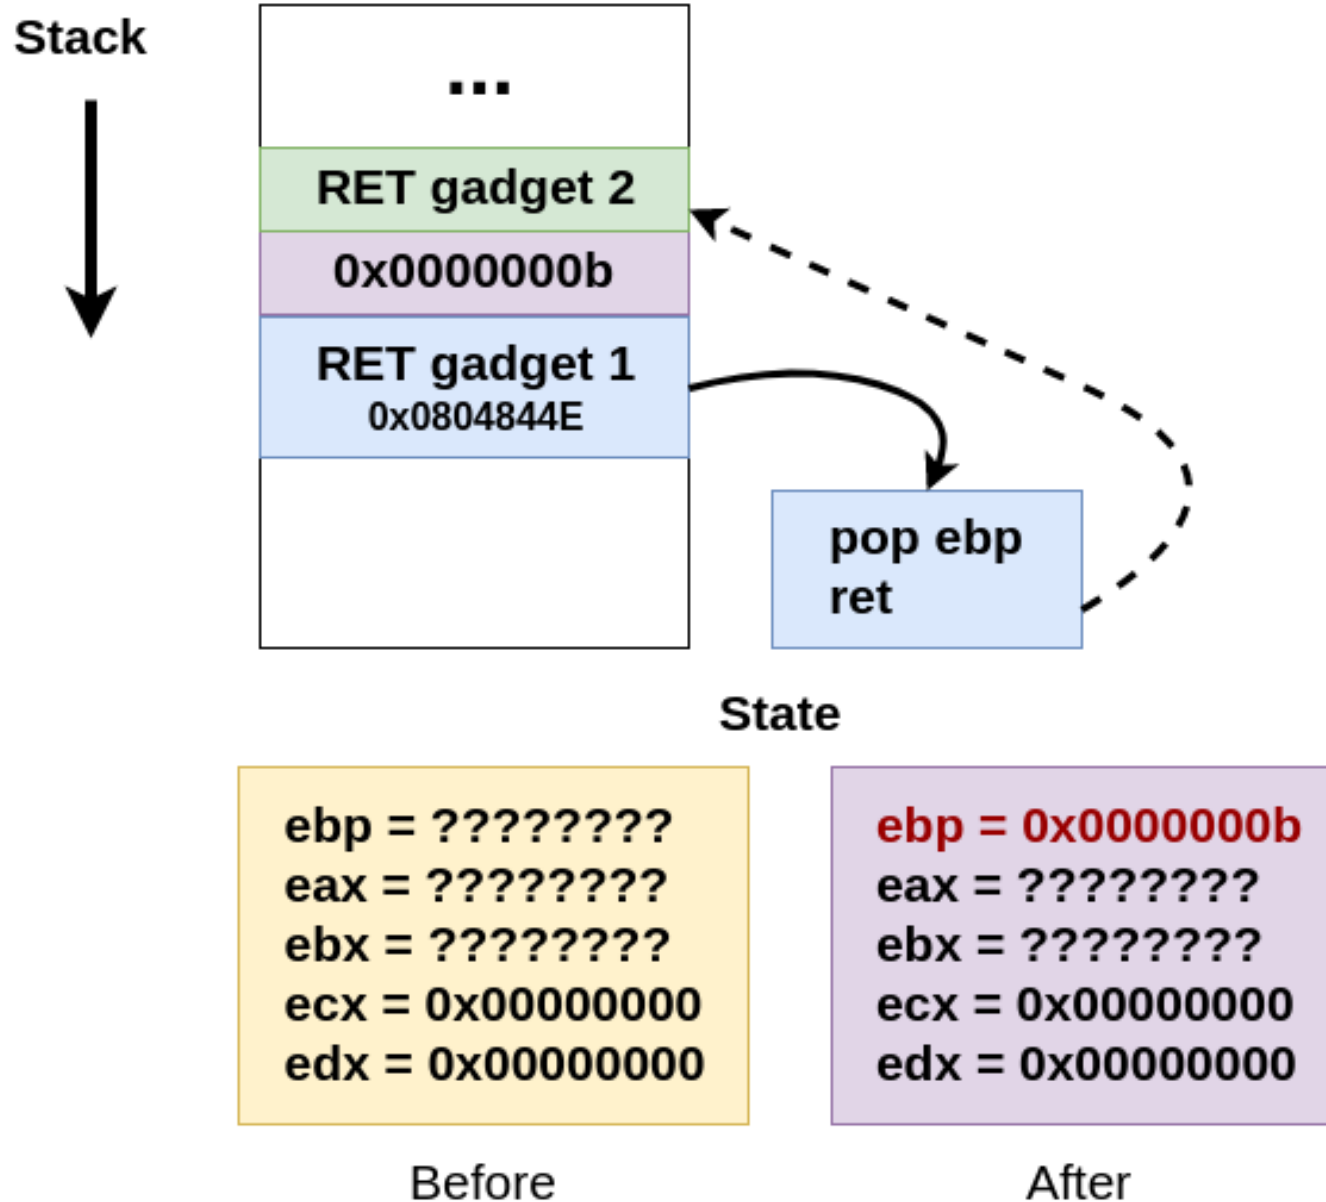 Stack
...
RET gadget 2
0x0000000b
RET gadget 1
0x0804844E
pop ebp
ret
State
ebp = ????????
eax = ????????
ebx = ????????
ecx = 0x00000000
edx = 0x00000000
Before
ebp = 0x0000000b
eax = ????????
ebx = ????????
ecx = 0x00000000
edx = 0x00000000
After